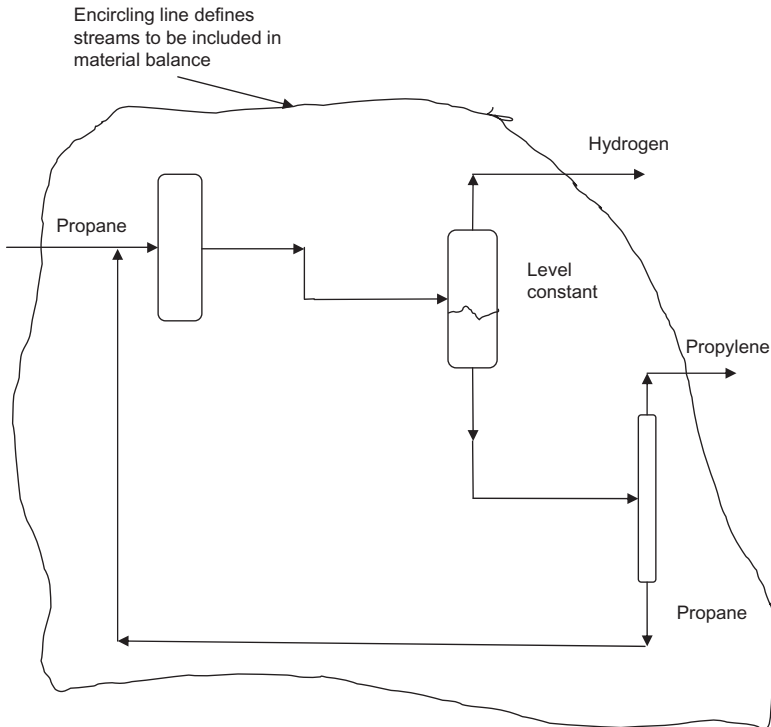 Encircling line defines
streams to be included in
material balance
Hydrogen
Propane
Level
constant
Propylene
Propane